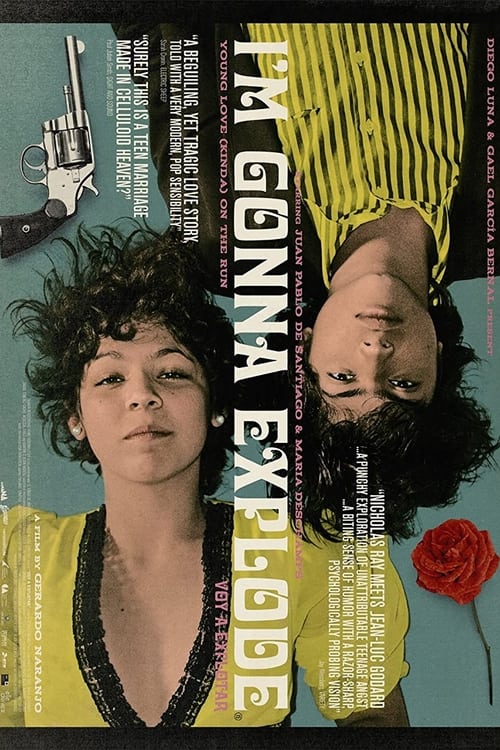 DIEGO LUNA & GAEL GARCÍA BERNAL PRESENT
STARRING JUAN PABLO DE SANTIAGO & MARIA DESCHAMPS
I'M GONNA EXPLODE
VOY A EXPLOTAR
YOUNG LOVE (KINDA) ON THE RUN
"A BEGUILING, YET TRAGIC LOVE STORY,
TOLD WITH A VERY MODERN, POP SENSIBILITY"
ELECTRIC SHEEP
"SURELY THIS IS A TEEN MARRIAGE
MADE IN CELLULOID HEAVEN?"
"NICHOLAS RAY MEETS JEAN-LUC GODARD
...A PUNCHY EXPLORATION OF UNATTRIBUTABLE TEENAGE ANGST
...A BITING SENSE OF HUMOR WITH A RAZOR-SHARP,
PSYCHOLOGICALLY PROBING VISION"
A FILM BY GERARDO NARANJO